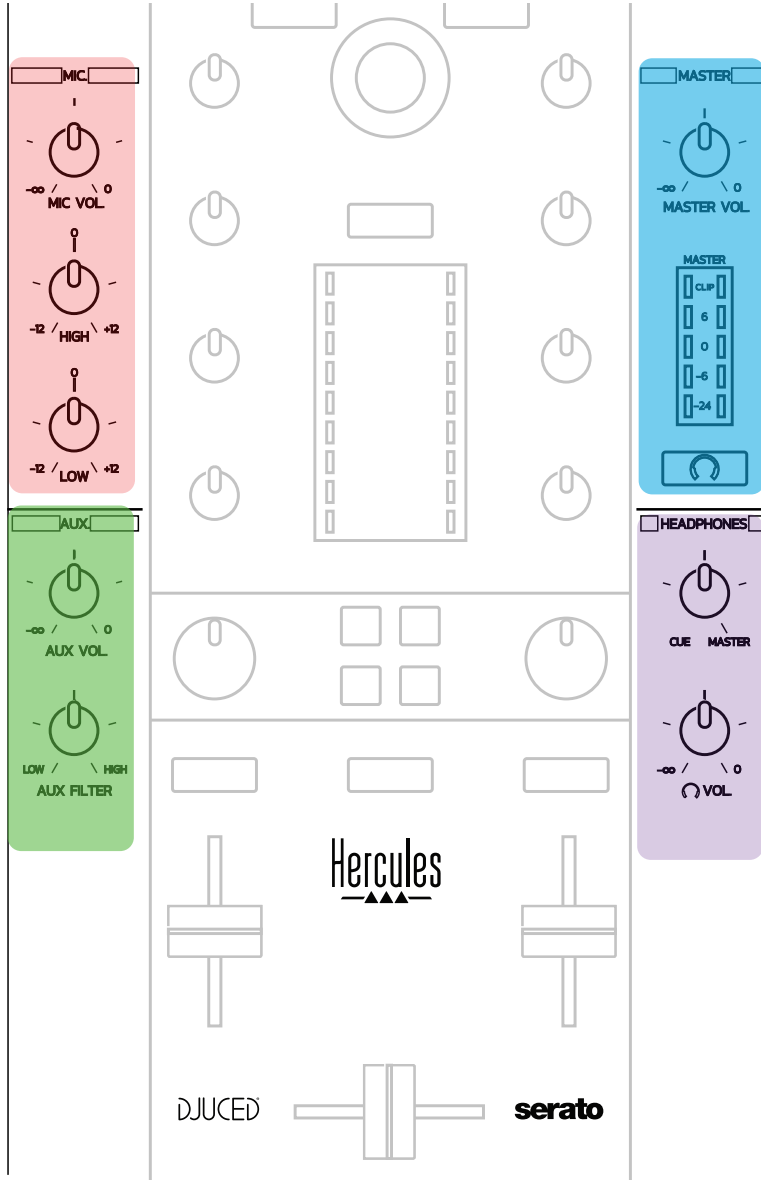 MIC.
-∞ 0
MIC VOL.
0
-12 HIGH +12
0
-12 LOW +12
AUX.
-∞ 0
AUX VOL.
LOW HIGH
AUX FILTER
MASTER
-∞ 0
MASTER VOL.
MASTER
CLIP
6
0
-6
-24
HEADPHONES
CUE MASTER
-∞ 0
VOL.
Hercules
DJUCED
serato